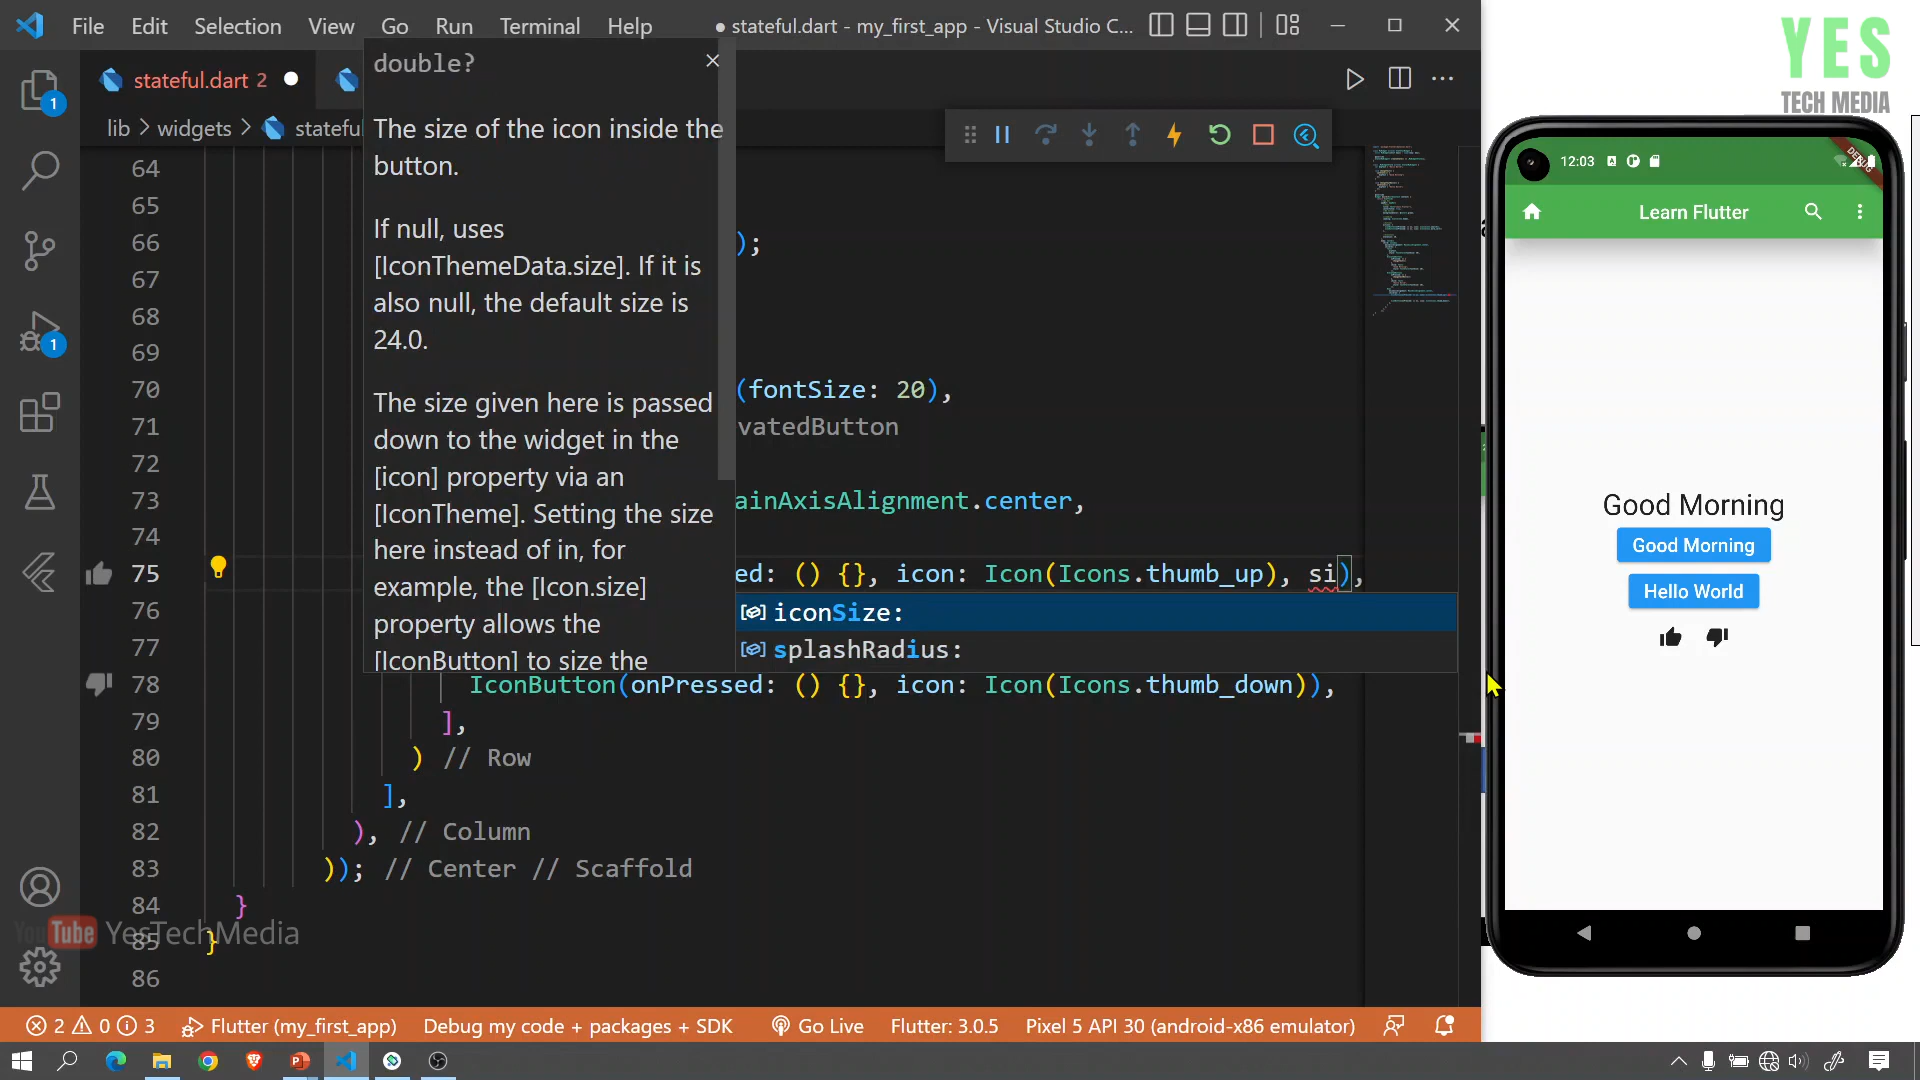 File Edit Selection View Go Run Terminal Help
● stateful.dart - my_first_app - Visual Studio C...
YES
TECH MEDIA
1
stateful.dart 2
double?
The size of the icon inside the
button.
If null, uses
[IconThemeData.size]. If it is
also null, the default size is
24.0.
The size given here is passed
down to the widget in the
[icon] property via an
[IconTheme]. Setting the size
here instead of in, for
example, the [Icon.size]
property allows the
[IconButton] to size the
lib > widgets > stateful
64
65
66 );
67
68
69
70 (fontSize: 20),
71 vatedButton
72
73 ainAxisAlignment.center,
74
75 ed: () {}, icon: Icon(Icons.thumb_up), si),
iconSize:
splashRadius:
76
77
78 IconButton(onPressed: () {}, icon: Icon(Icons.thumb_down)),
79 ],
80 ) // Row
81 ],
82 ), // Column
83 )); // Center // Scaffold
84 }
85 }
86
1
YouTube YesTechMedia
12:03
DEBUG
Learn Flutter
Good Morning
Good Morning
Hello World
2 0 3 Flutter (my_first_app) Debug my code + packages + SDK Go Live Flutter: 3.0.5 Pixel 5 API 30 (android-x86 emulator)